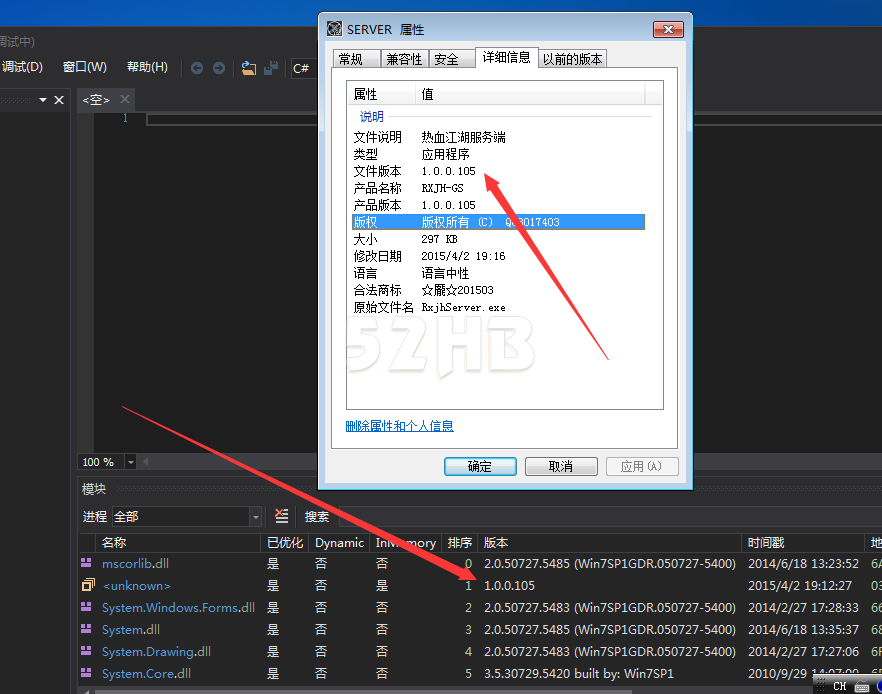 SERVER 属性
调试中)
调试(D) 窗口(W) 帮助(H) C#
常规 兼容性 安全 详细信息 以前的版本
<空>
1
属性 值
说明
文件说明 热血江湖服务端
类型 应用程序
文件版本 1.0.0.105
产品名称 RXJH-GS
产品版本 1.0.0.105
版权 版权所有 (C) 3017403
大小 297 KB
修改日期 2015/4/2 19:16
语言 语言中性
合法商标 ☆ ☆201503
原始文件名 RxjhServer.exe
52HB
删除属性和个人信息
确定 取消 应用(A)
100 %
模块
进程 全部 搜索
名称 已优化 Dynamic InMemory 排序 版本 时间戳
mscorlib.dll 是 否 否 0 2.0.50727.5485 (Win7SP1GDR.050727-5400) 2014/6/18 13:23:52
<unknown> 是 否 是 1 1.0.0.105 2015/4/2 19:12:27
System.Windows.Forms.dll 是 否 否 2 2.0.50727.5483 (Win7SP1GDR.050727-5400) 2014/2/27 17:28:33
System.dll 是 否 否 3 2.0.50727.5485 (Win7SP1GDR.050727-5400) 2014/6/18 13:35:37
System.Drawing.dll 是 否 否 4 2.0.50727.5483 (Win7SP1GDR.050727-5400) 2014/2/27 17:27:06
System.Core.dll 是 否 否 5 3.5.30729.5420 built by: Win7SP1 2010/9/29
CH